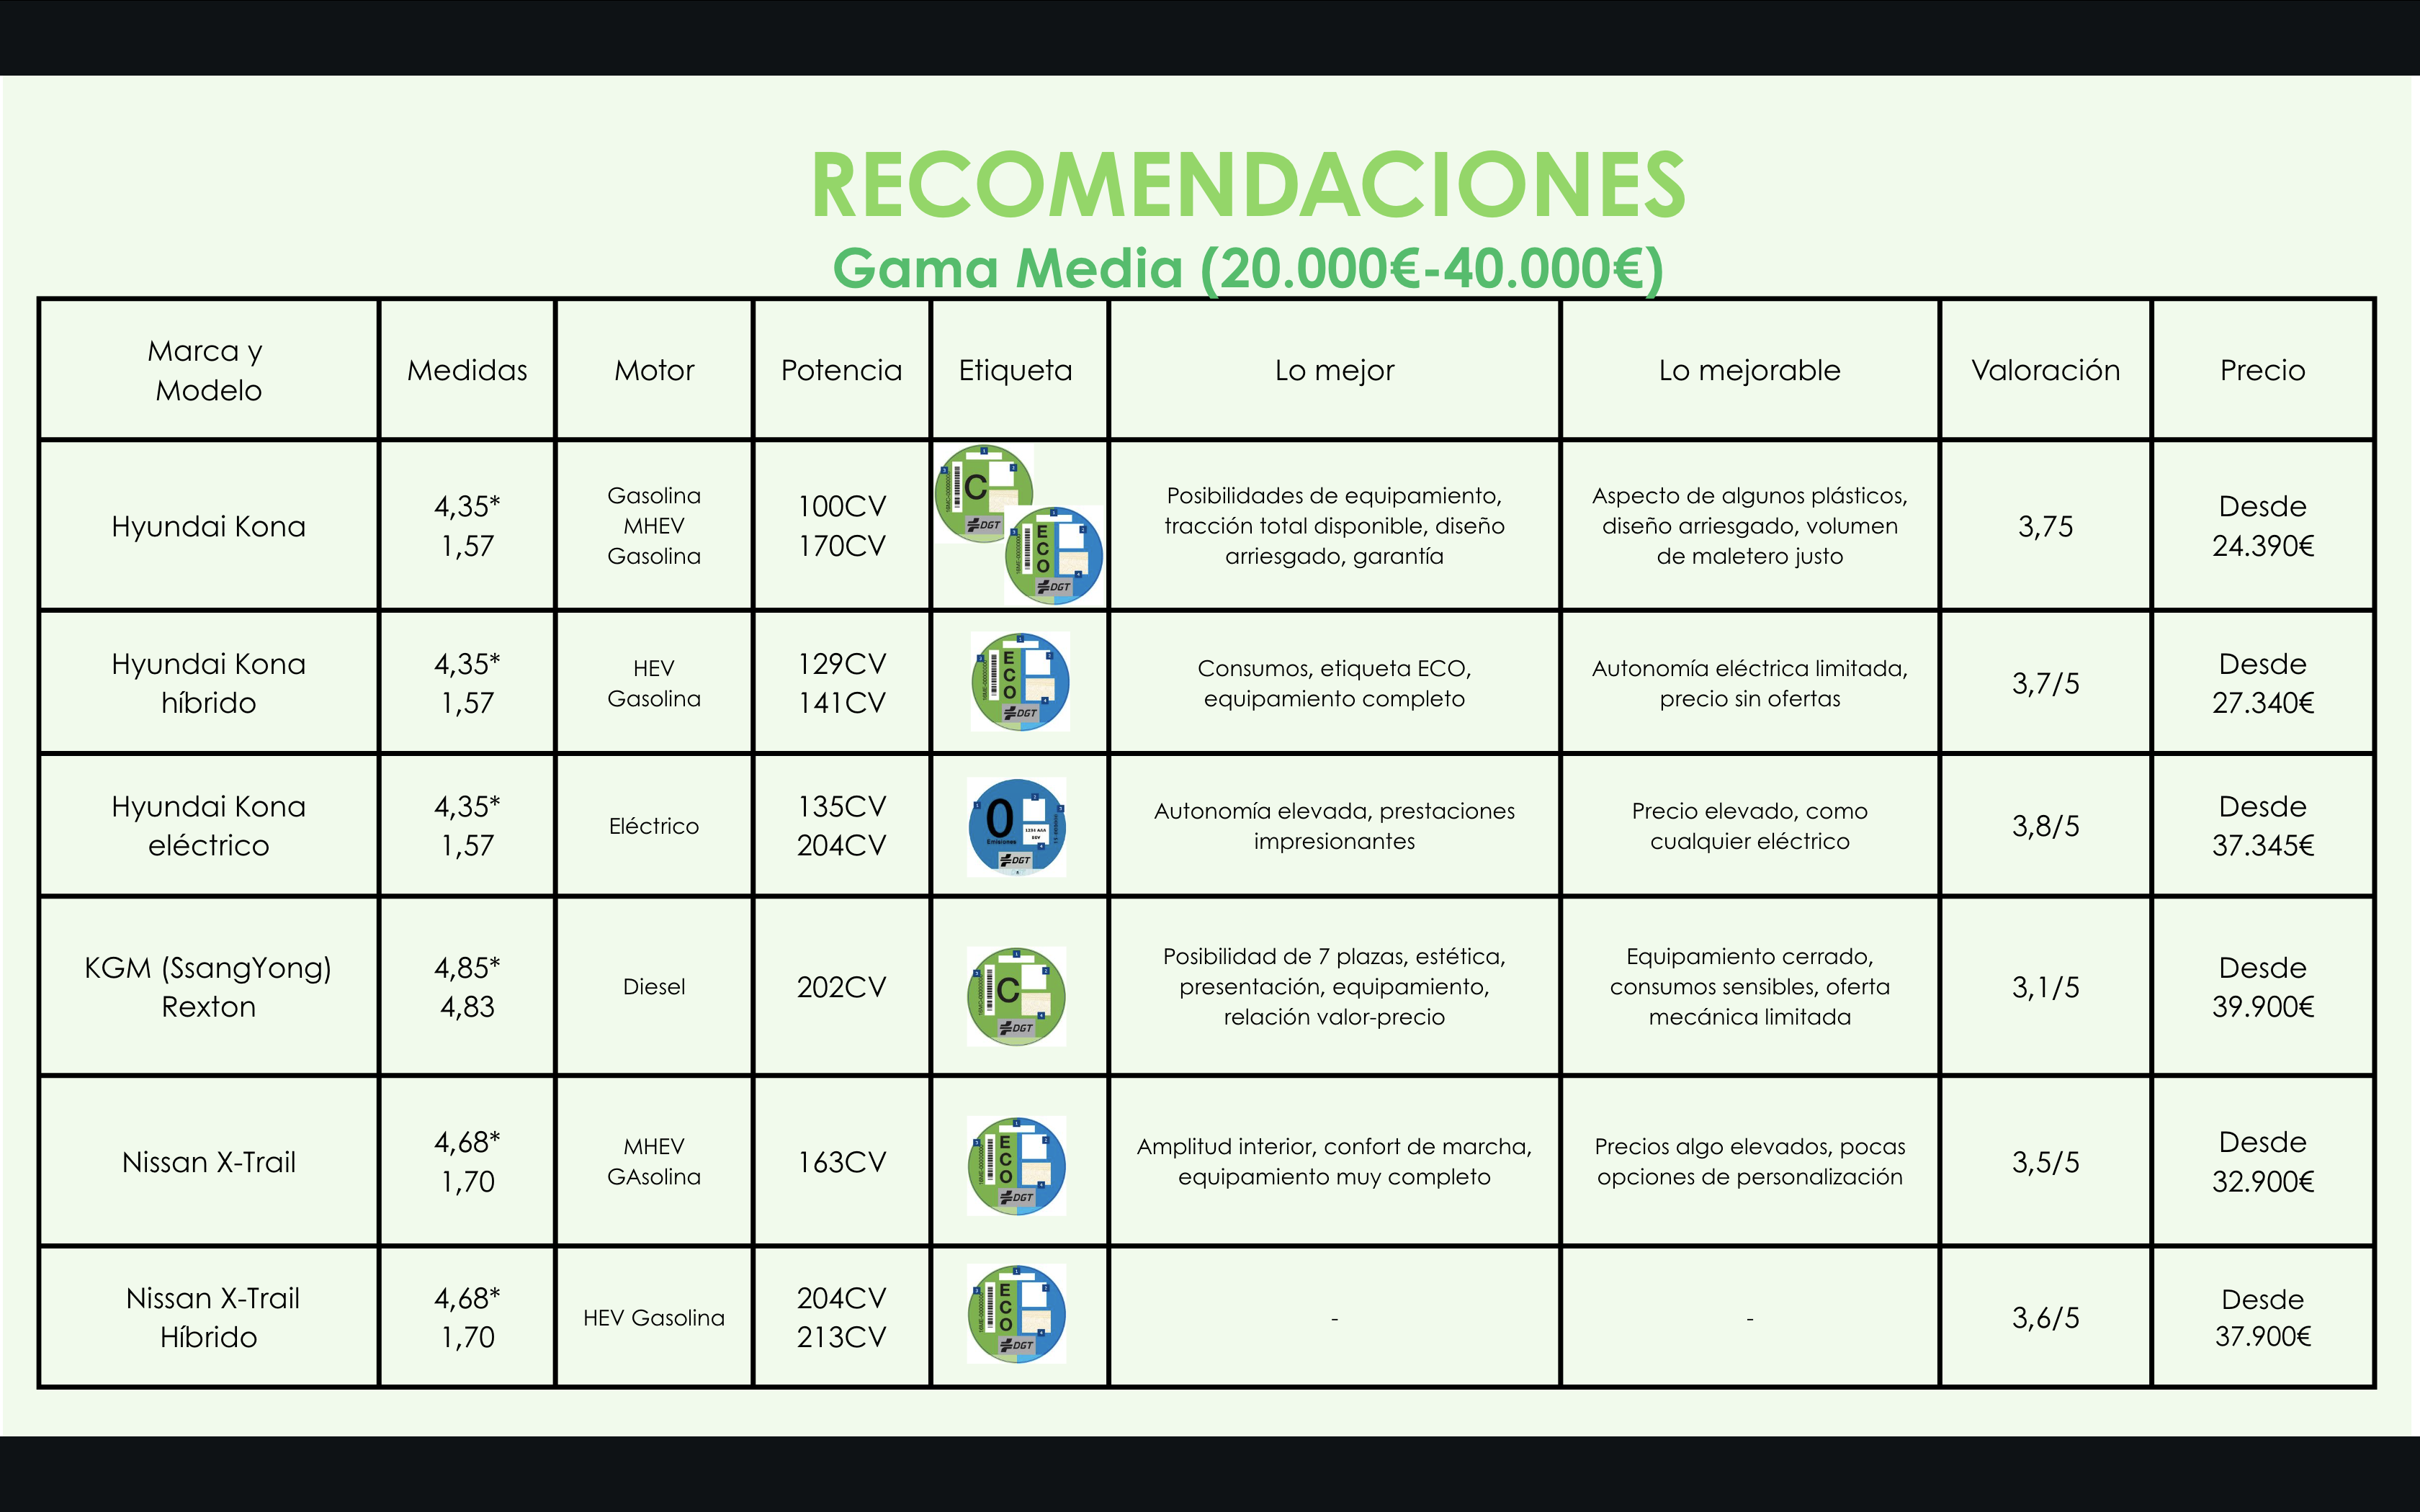 RECOMENDACIONES
Gama Media (20.000€-40.000€)
Marca y
Modelo
Medidas
Motor
Potencia
Etiqueta
Lo mejor
Lo mejorable
Valoración
Precio
Hyundai Kona
4,35*
1,57
Gasolina
MHEV
Gasolina
100CV
170CV
C
DGT
ECO
DGT
Posibilidades de equipamiento,
tracción total disponible, diseño
arriesgado, garantía
Aspecto de algunos plásticos,
diseño arriesgado, volumen
de maletero justo
3,75
Desde
24.390€
Hyundai Kona
híbrido
4,35*
1,57
HEV
Gasolina
129CV
141CV
ECO
DGT
Consumos, etiqueta ECO,
equipamiento completo
Autonomía eléctrica limitada,
precio sin ofertas
3,7/5
Desde
27.340€
Hyundai Kona
eléctrico
4,35*
1,57
Eléctrico
135CV
204CV
0
Emisiones
DGT
Autonomía elevada, prestaciones
impresionantes
Precio elevado, como
cualquier eléctrico
3,8/5
Desde
37.345€
KGM (SsangYong)
Rexton
4,85*
4,83
Diesel
202CV
C
DGT
Posibilidad de 7 plazas, estética,
presentación, equipamiento,
relación valor-precio
Equipamiento cerrado,
consumos sensibles, oferta
mecánica limitada
3,1/5
Desde
39.900€
Nissan X-Trail
4,68*
1,70
MHEV
GAsolina
163CV
ECO
DGT
Amplitud interior, confort de marcha,
equipamiento muy completo
Precios algo elevados, pocas
opciones de personalización
3,5/5
Desde
32.900€
Nissan X-Trail
Híbrido
4,68*
1,70
HEV Gasolina
204CV
213CV
ECO
DGT
-
-
3,6/5
Desde
37.900€